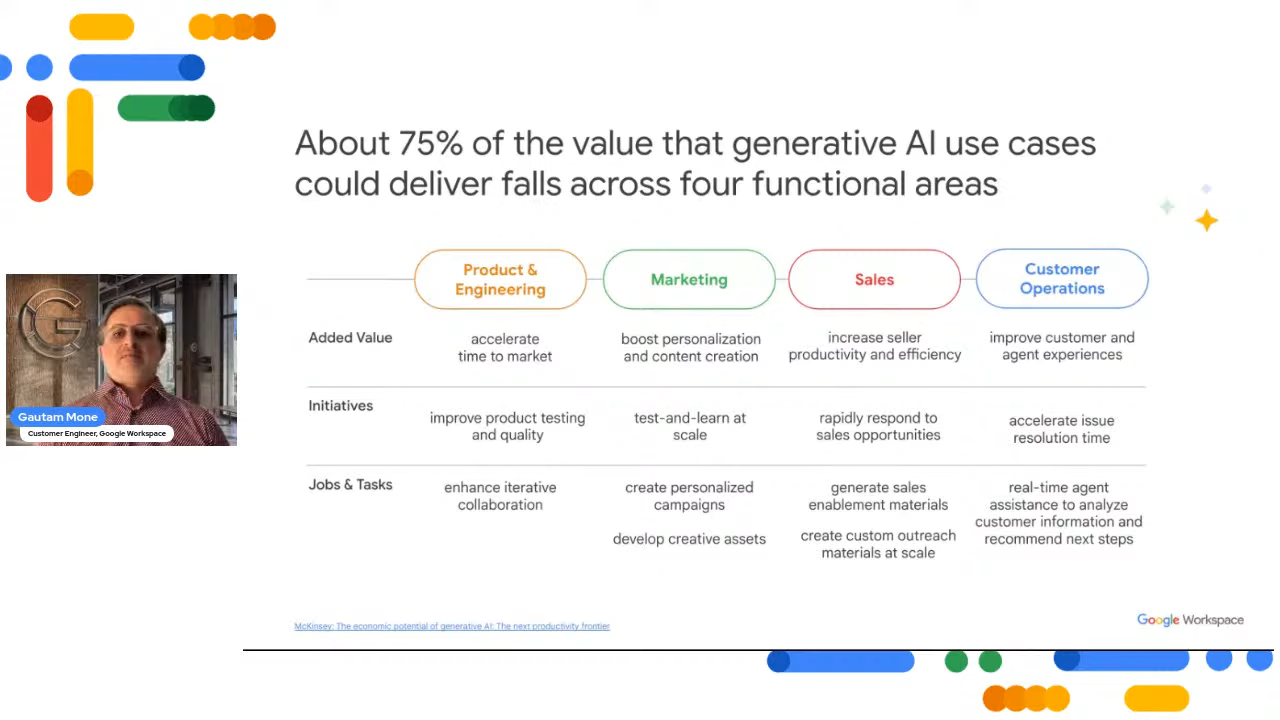 About 75% of the value that generative AI use cases
could deliver falls across four functional areas
Product &
Engineering
Marketing
Sales
Customer
Operations
Added Value
accelerate
time to market
boost personalization
and content creation
increase seller
productivity and efficiency
improve customer and
agent experiences
Initiatives
improve product testing
and quality
test-and-learn at
scale
rapidly respond to
sales opportunities
accelerate issue
resolution time
Jobs & Tasks
enhance iterative
collaboration
create personalized
campaigns
develop creative assets
generate sales
enablement materials
create custom outreach
materials at scale
real-time agent
assistance to analyze
customer information and
recommend next steps
Gautam Mone
Customer Engineer, Google Workspace
McKinsey: The economic potential of generative AI: The next productivity frontier
Google Workspace